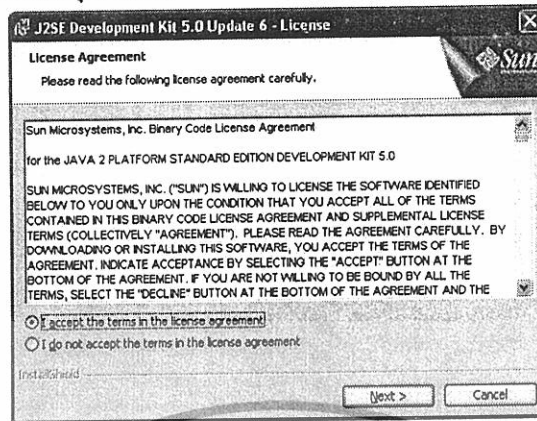 J2SE Development Kit 5.0 Update 6 - License
License Agreement
Please read the following license agreement carefully.
Sun
Sun Microsystems, Inc. Binary Code License Agreement
for the JAVA 2 PLATFORM STANDARD EDITION DEVELOPMENT KIT 5.0
SUN MICROSYSTEMS, INC. ("SUN") IS WILLING TO LICENSE THE SOFTWARE IDENTIFIED
BELOW TO YOU ONLY UPON THE CONDITION THAT YOU ACCEPT ALL OF THE TERMS
CONTAINED IN THIS BINARY CODE LICENSE AGREEMENT AND SUPPLEMENTAL LICENSE
TERMS (COLLECTIVELY "AGREEMENT"). PLEASE READ THE AGREEMENT CAREFULLY. BY
DOWNLOADING OR INSTALLING THIS SOFTWARE, YOU ACCEPT THE TERMS OF THE
AGREEMENT. INDICATE ACCEPTANCE BY SELECTING THE "ACCEPT" BUTTON AT THE
BOTTOM OF THE AGREEMENT. IF YOU ARE NOT WILLING TO BE BOUND BY ALL THE
TERMS, SELECT THE "DECLINE" BUTTON AT THE BOTTOM OF THE AGREEMENT AND THE
I accept the terms in the license agreement
I do not accept the terms in the license agreement
InstallShield
Next >
Cancel